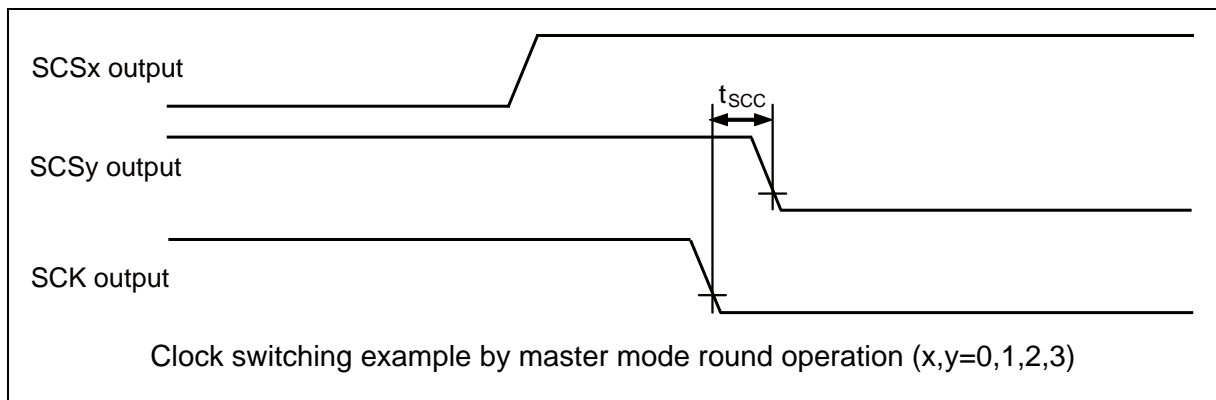 SCSx output
tSCC
SCSy output
SCK output
Clock switching example by master mode round operation (x,y=0,1,2,3)